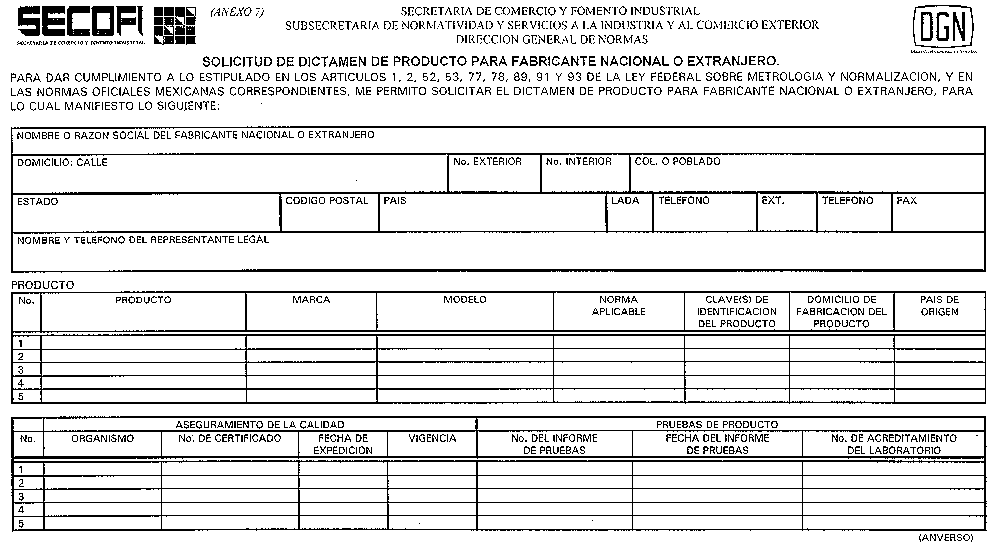 SECOFI
SECRETARIA DE COMERCIO Y FOMENTO INDUSTRIAL
(ANEXO 7)
SECRETARIA DE COMERCIO Y FOMENTO INDUSTRIAL
SUBSECRETARIA DE NORMATIVIDAD Y SERVICIOS A LA INDUSTRIA Y AL COMERCIO EXTERIOR
DIRECCION GENERAL DE NORMAS
DGN
SOLICITUD DE DICTAMEN DE PRODUCTO PARA FABRICANTE NACIONAL O EXTRANJERO.
PARA DAR CUMPLIMIENTO A LO ESTIPULADO EN LOS ARTICULOS 1, 2, 52, 53, 77, 78, 89, 91 Y 93 DE LA LEY FEDERAL SOBRE METROLOGIA Y NORMALIZACION, Y EN
LAS NORMAS OFICIALES MEXICANAS CORRESPONDIENTES, ME PERMITO SOLICITAR EL DICTAMEN DE PRODUCTO PARA FABRICANTE NACIONAL O EXTRANJERO, PARA
LO CUAL MANIFIESTO LO SIGUIENTE:
NOMBRE O RAZON SOCIAL DEL FABRICANTE NACIONAL O EXTRANJERO
DOMICILIO: CALLE No. EXTERIOR No. INTERIOR COL. O POBLADO
ESTADO CODIGO POSTAL PAIS LADA TELEFONO EXT. TELEFONO FAX
NOMBRE Y TELEFONO DEL REPRESENTANTE LEGAL
PRODUCTO
No. PRODUCTO MARCA MODELO NORMA APLICABLE CLAVE(S) DE IDENTIFICACION DEL PRODUCTO DOMICILIO DE FABRICACION DEL PRODUCTO PAIS DE ORIGEN
1
2
3
4
5
ASEGURAMIENTO DE LA CALIDAD PRUEBAS DE PRODUCTO
No. ORGANISMO No. DE CERTIFICADO FECHA DE EXPEDICION VIGENCIA No. DEL INFORME DE PRUEBAS FECHA DEL INFORME DE PRUEBAS No. DE ACREDITAMIENTO DEL LABORATORIO
1
2
3
4
5
(ANVERSO)